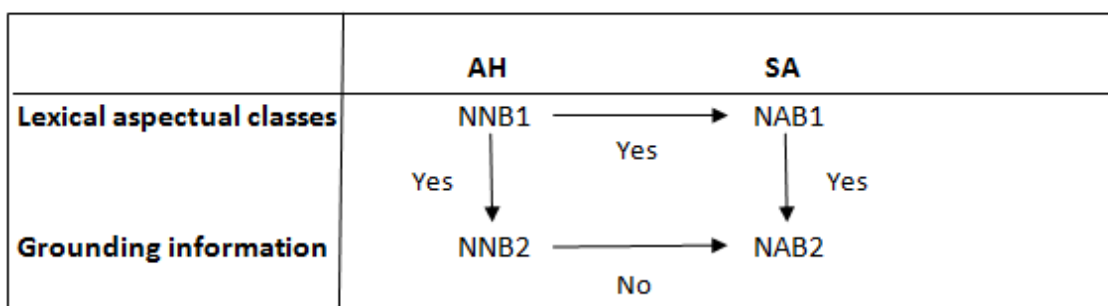 AH SA
Lexical aspectual classes NNB1 NAB1
Yes
Yes Yes
Grounding information NNB2 NAB2
No